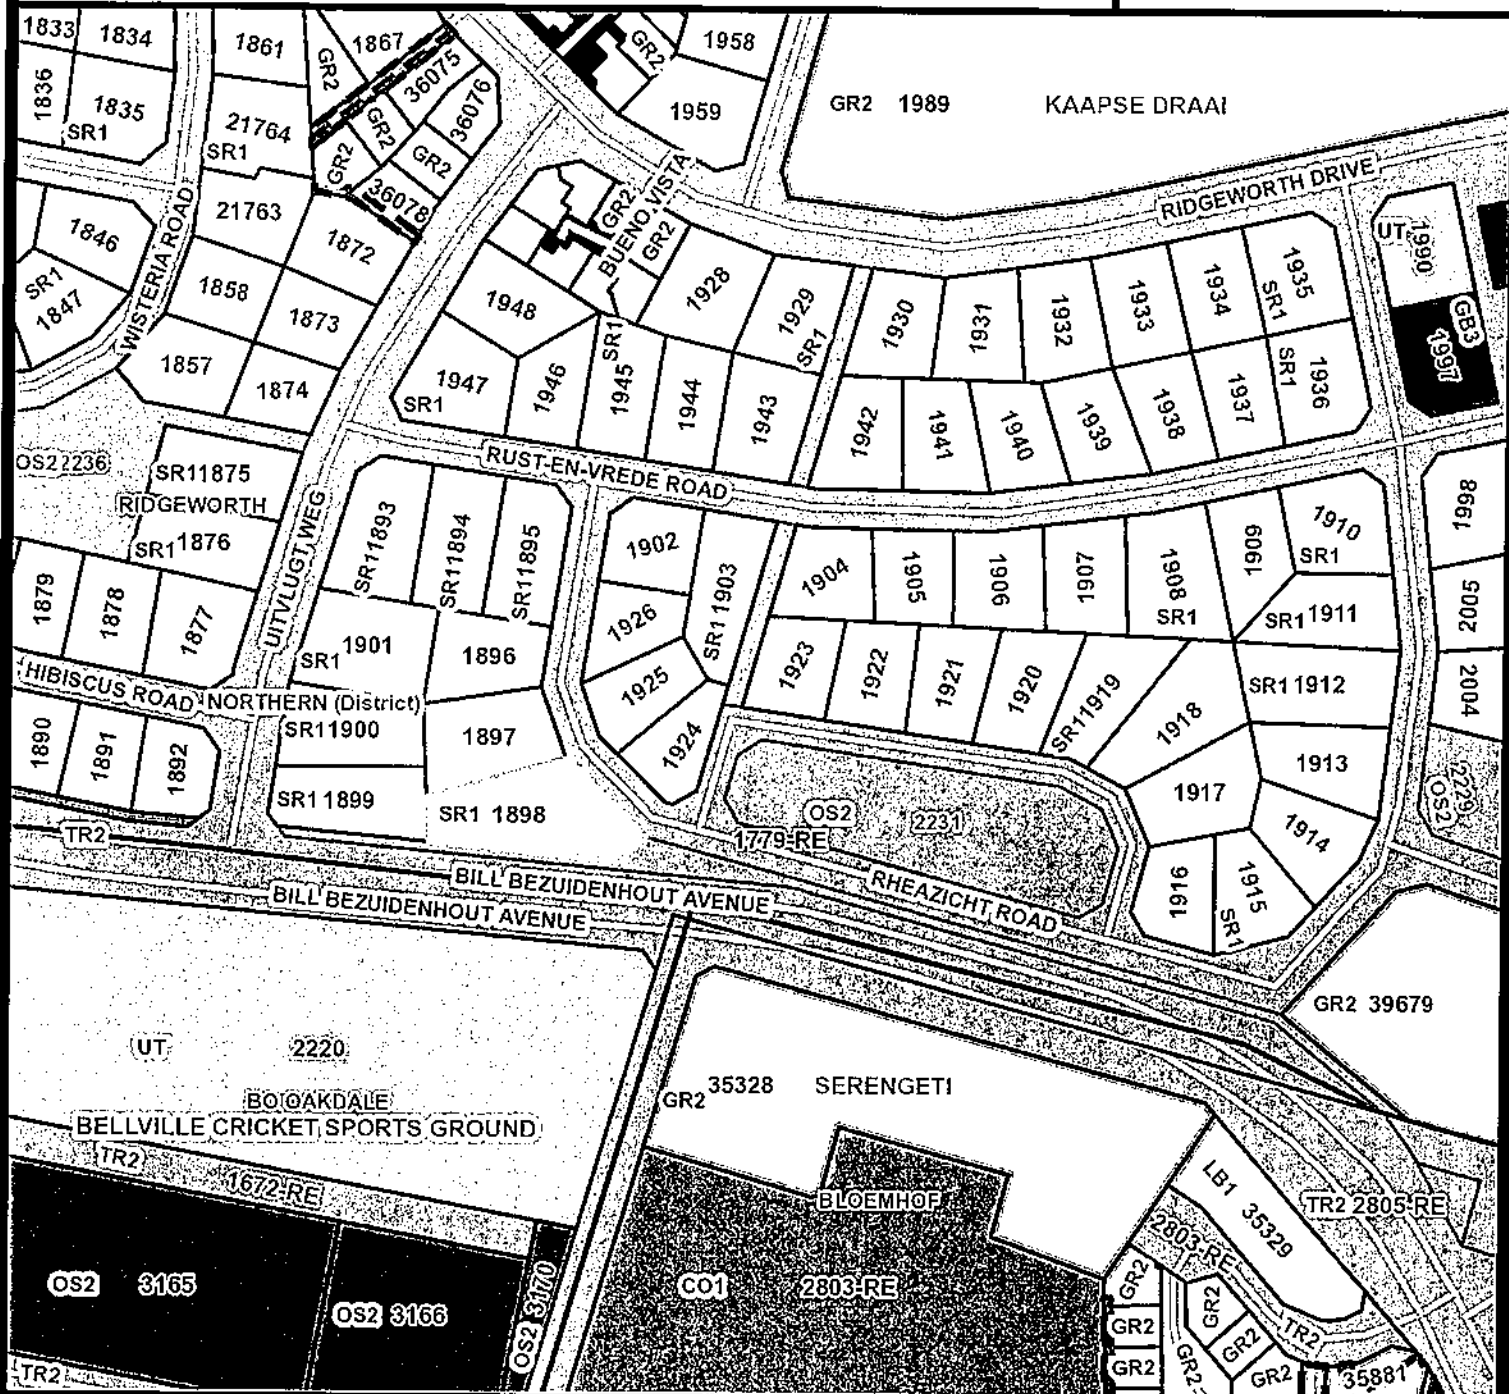 1833 1834 1861 GR2 1867 GR2 1958
1836 1835 SR1 21764 SR1 GR2 GR2 36075 36076 GR2 36078 1959
GR2 1989 KAAPSE DRAAI
RIDGEWORTH DRIVE
1846 SR1 1847 WISTERIA ROAD 21763 1872 1858 1873 1857 1874
GR2 BUENO VISTA GR2
1948 1928 1929 SR1 1930 1931 1932 1933 1934 1935 SR1
UT 1990 GB3 1997
1947 SR1 1946 SR1 1945 1944 1943 1942 1941 1940 1939 1938 1937 SR1 1936
OS2 2236 SR1 1875
RIDGEWORTH
SR1 1876
UITVLUGT WEG
RUST-EN-VREDE ROAD
SR1 1893 SR1 1894 SR1 1895 1902 SR1 1903 1904 1905 1906 1907 1908 SR1 1909 1910 SR1 1998
1879 1878 1877 SR1 1901 1896 1926 1925 1924
1923 1922 1921 1920 SR1 1919 1918 SR1 1911 SR1 1912 2005 2004
HIBISCUS ROAD NORTHERN (District)
1890 1891 1892 SR1 1900 1897 1917 1913 1914 2229 OS2
SR1 1899 SR1 1898 OS2 2231 1916 1915 SR1
TR2 1779-RE
BILL BEZUIDENHOUT AVENUE
RHEAZICHT ROAD
BILL BEZUIDENHOUT AVENUE
GR2 39679
UT 2220
BO OAKDALE
BELLVILLE CRICKET SPORTS GROUND
GR2 35328 SERENGETI
TR2
1672-RE
BLOEMHOF
LB1 35329 TR2 2805-RE
2803-RE
OS2 3165 OS2 3166 OS2 3170
CO1 2803-RE
GR2 GR2 GR2 GR2 GR2 GR2 GR2 TR2
TR2 35881